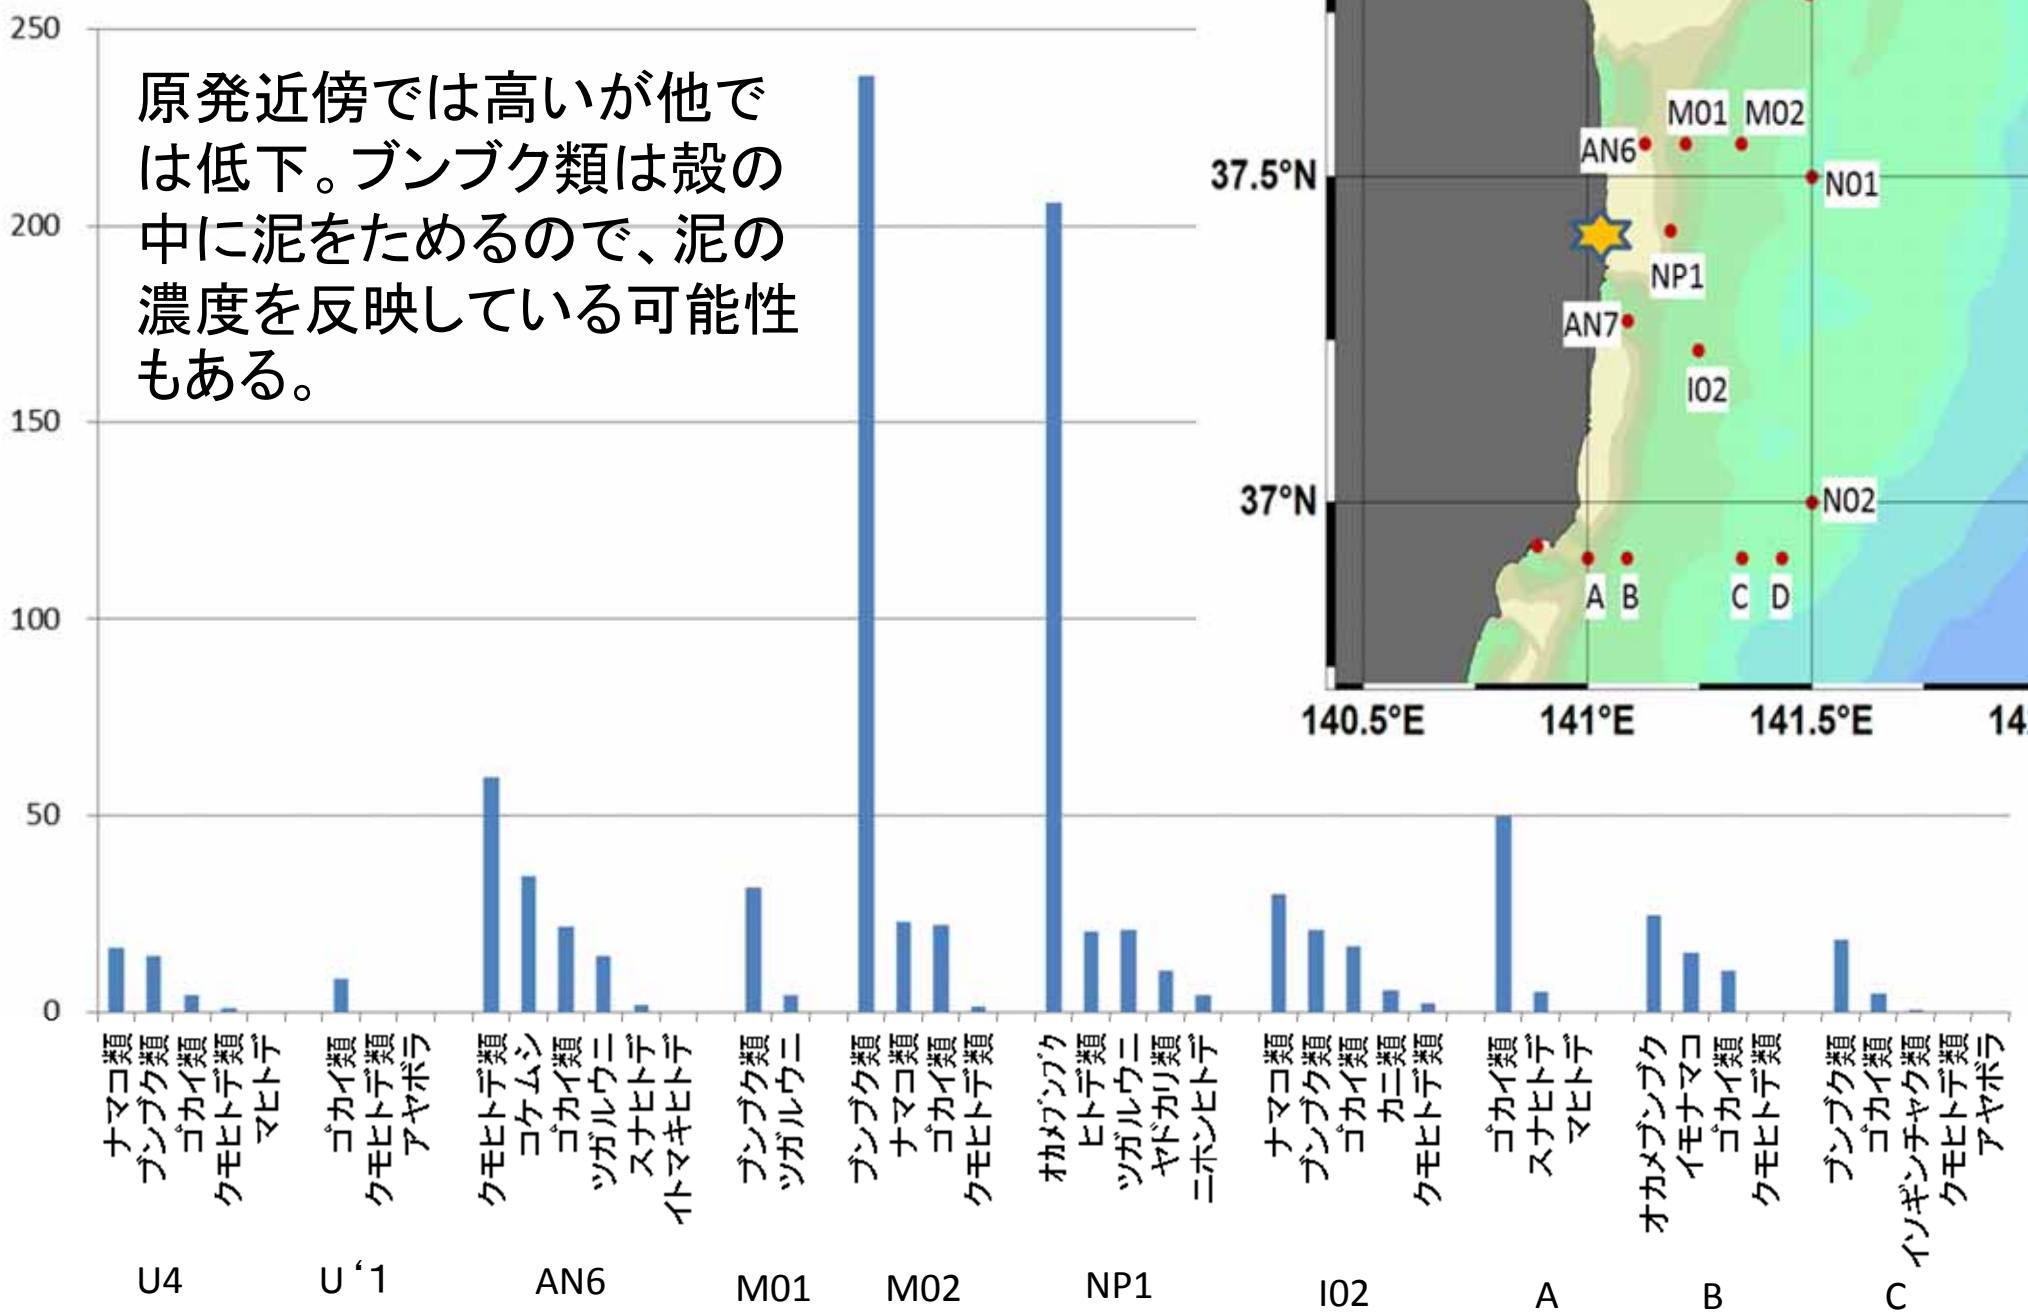 250
200
150
100
50
0
原発近傍では高いが他で
は低下。ブンブク類は殻の
中に泥をためるので、泥の
濃度を反映している可能性
もある。
M01 M02
AN6
37.5°N
N01
NP1
AN7
I02
37°N
N02
A B C D
140.5°E 141°E 141.5°E 14
ナマコ類
ブンブク類
ゴカイ類
クモヒトデ類
マヒトデ
ゴカイ類
クモヒトデ類
アヤボラ
クモヒトデ類
コケムシ
ゴカイ類
ツガルウニ
スナヒトデ
イトマキヒトデ
ブンブク類
ツガルウニ
ブンブク類
ナマコ類
ゴカイ類
クモヒトデ類
オカメブンブク
ヒトデ類
ツガルウニ
ヤドカリ類
ニホンヒトデ
ナマコ類
ブンブク類
ゴカイ類
カニ類
クモヒトデ類
ゴカイ類
スナヒトデ
マヒトデ
オカメブンブク
イモナマコ
ゴカイ類
クモヒトデ類
ブンブク類
ゴカイ類
イソギンチャク類
クモヒトデ類
アヤボラ
U4 U‘1 AN6 M01 M02 NP1 I02 A B C